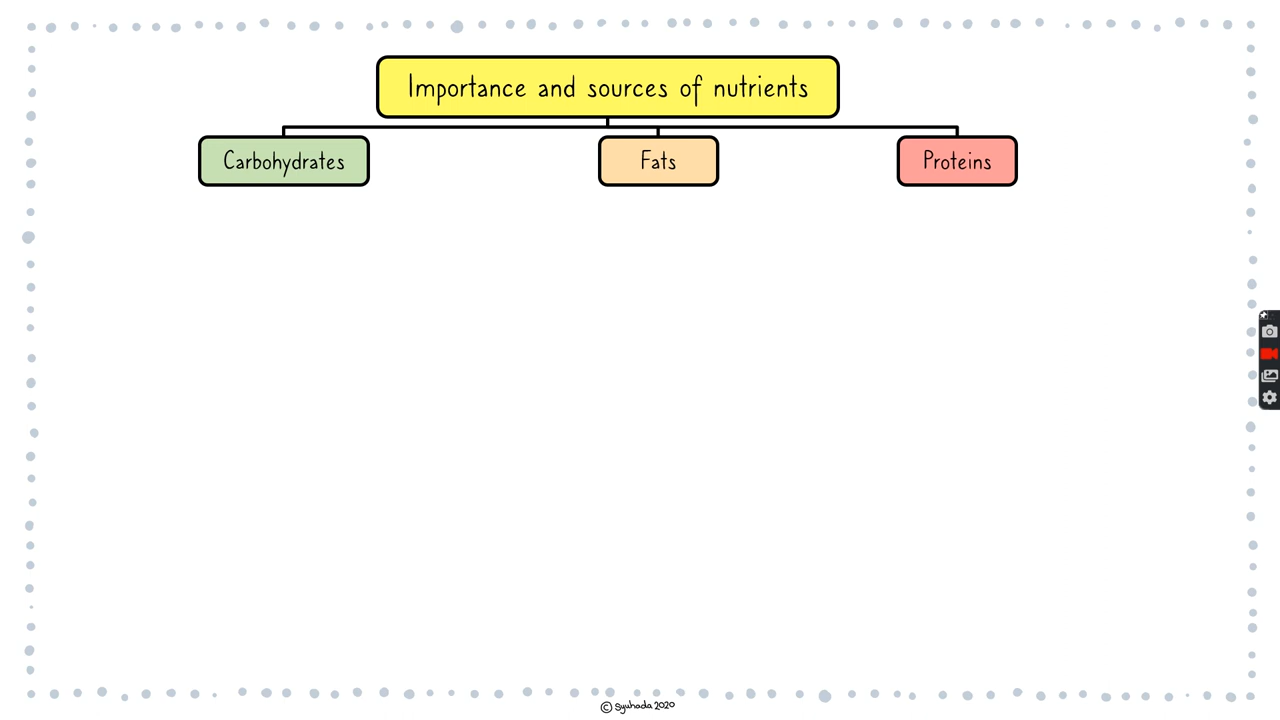 Importance and sources of nutrients
Carbohydrates
Fats
Proteins
© Syuhada 2020